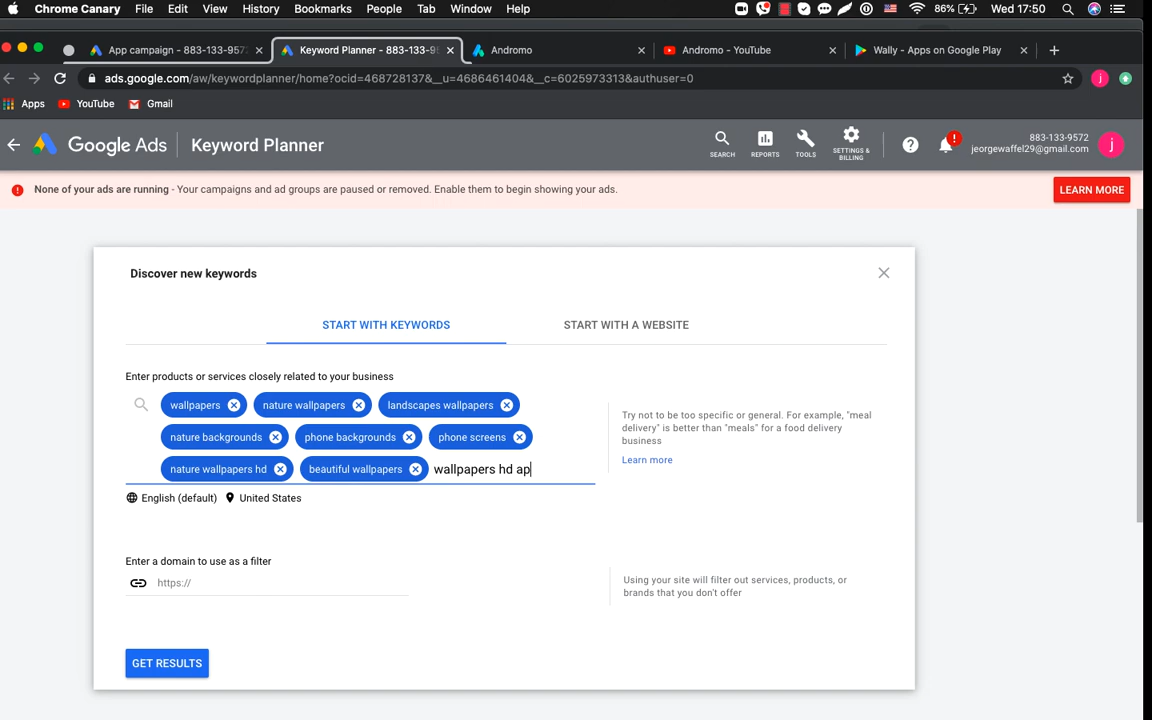 Chrome Canary File Edit View History Bookmarks People Tab Window Help 86% Wed 17:50
App campaign - 883-133-957 Keyword Planner - 883-133-9 Andromo Andromo - YouTube Wally - Apps on Google Play
ads.google.com/aw/keywordplanner/home?ocid=468728137&__u=4686461404&__c=6025973313&authuser=0 j
Apps YouTube Gmail
Google Ads Keyword Planner SEARCH REPORTS TOOLS SETTINGS & BILLING ! 883-133-9572 j
jeorgewaffel29@gmail.com
None of your ads are running - Your campaigns and ad groups are paused or removed. Enable them to begin showing your ads. LEARN MORE
Discover new keywords
START WITH KEYWORDS START WITH A WEBSITE
Enter products or services closely related to your business
wallpapers nature wallpapers landscapes wallpapers
nature backgrounds phone backgrounds phone screens
nature wallpapers hd beautiful wallpapers wallpapers hd ap
English (default) United States
Try not to be too specific or general. For example, "meal
delivery" is better than "meals" for a food delivery
business
Learn more
Enter a domain to use as a filter
https://
Using your site will filter out services, products, or
brands that you don't offer
GET RESULTS